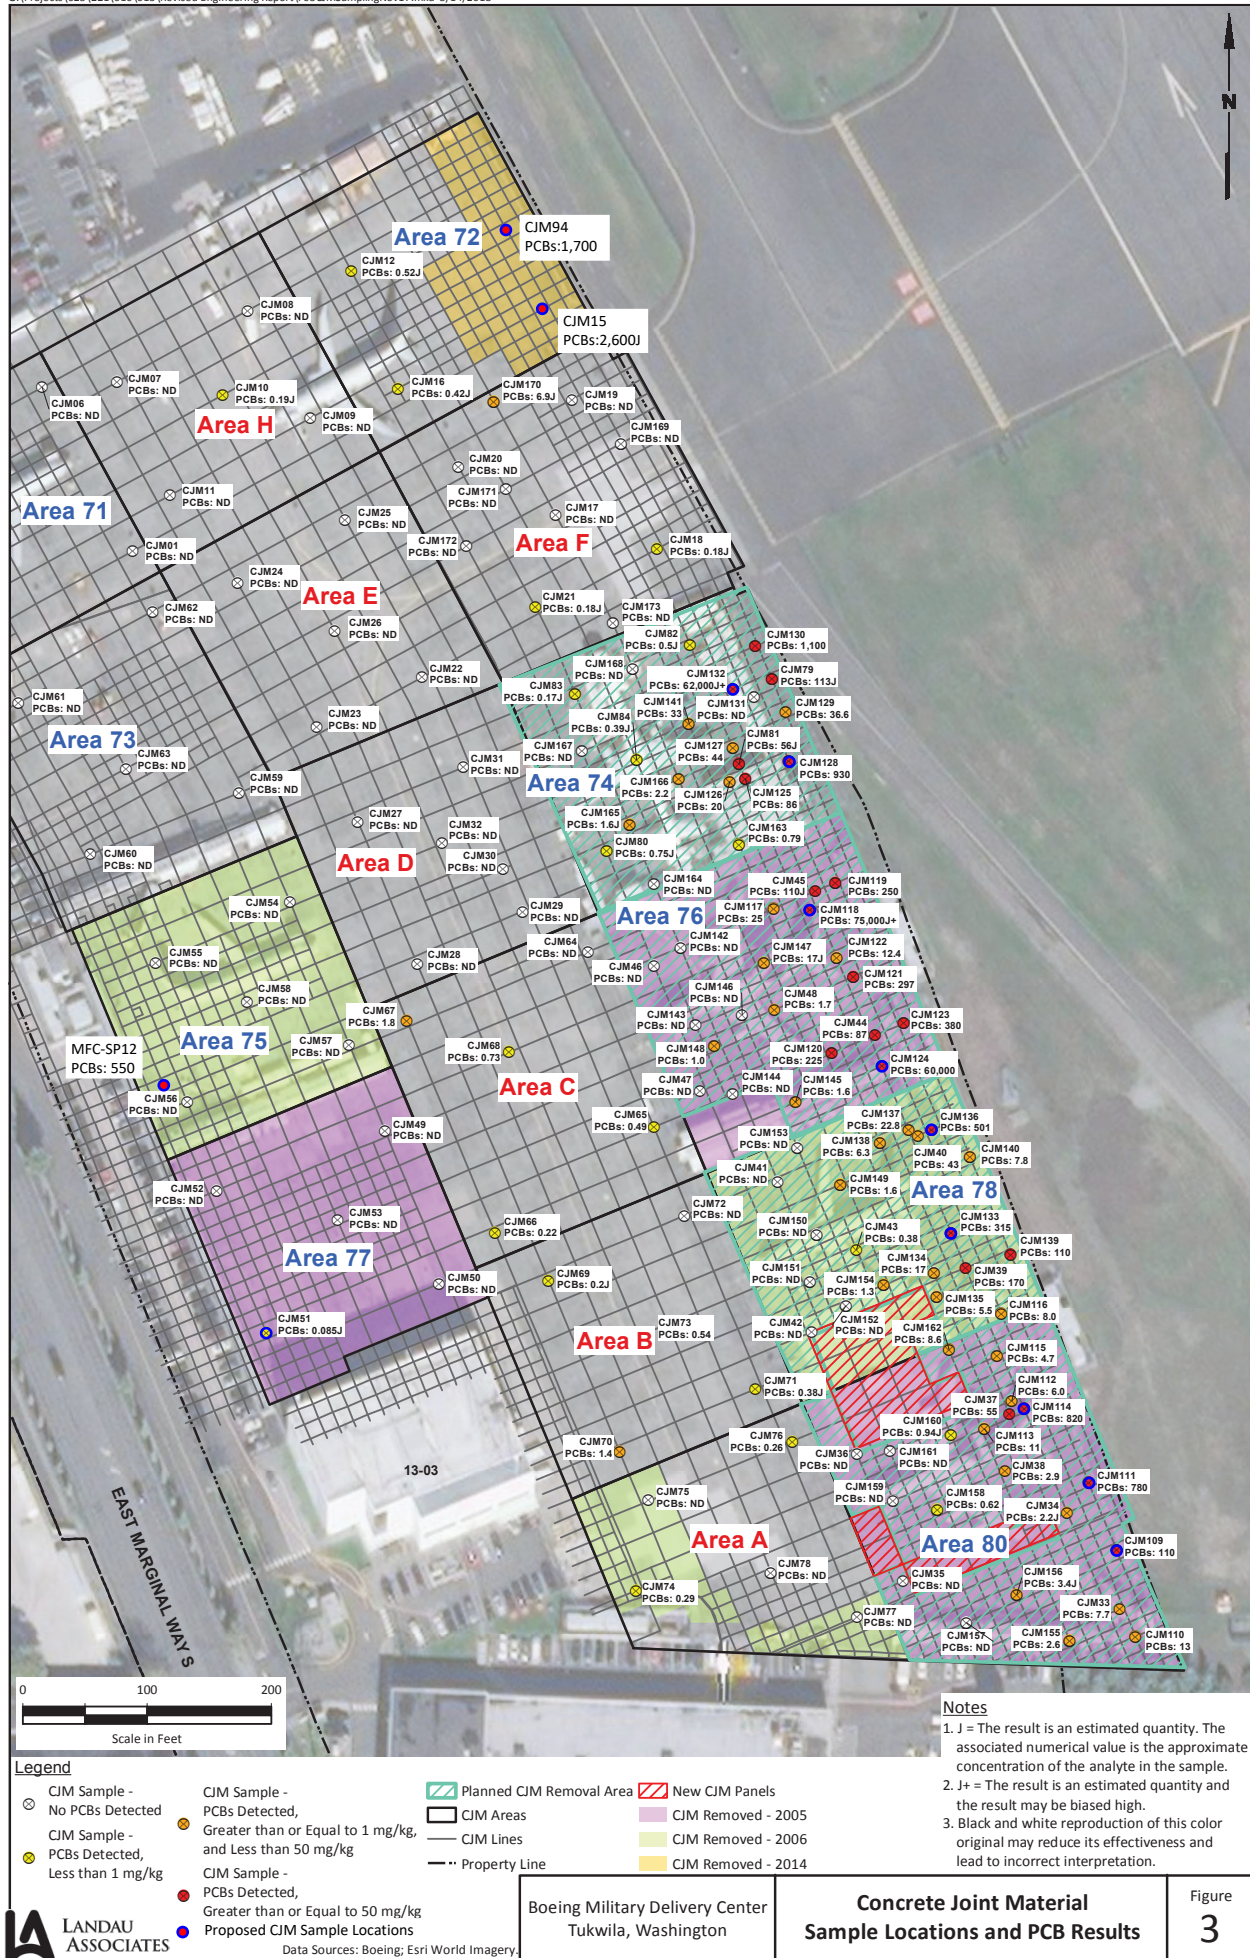 N
Area 72
CJM94
PCBs:1,700
CJM12
PCBs: 0.52J
CJM08
PCBs: ND
CJM15
PCBs:2,600J
CJM07
PCBs: ND
CJM06
PCBs: ND
CJM10
PCBs: 0.19J
CJM16
PCBs: 0.42J
CJM170
PCBs: 6.9J
CJM19
PCBs: ND
Area H
CJM09
PCBs: ND
CJM169
PCBs: ND
CJM20
PCBs: ND
CJM171
PCBs: ND
CJM11
PCBs: ND
Area 71
CJM25
PCBs: ND
CJM17
PCBs: ND
CJM01
PCBs: ND
CJM172
PCBs: ND
Area F
CJM18
PCBs: 0.18J
CJM24
PCBs: ND
Area E
CJM62
PCBs: ND
CJM21
PCBs: 0.18J
CJM173
PCBs: ND
CJM26
PCBs: ND
CJM82
PCBs: 0.5J
CJM130
PCBs: 1,100
CJM22
PCBs: ND
CJM168
PCBs: ND
CJM132
PCBs: 62,000J+
CJM79
PCBs: 113J
CJM83
PCBs: 0.17J
CJM61
PCBs: ND
CJM141
PCBs: 33
CJM131
PCBs: ND
CJM129
PCBs: 36.6
CJM23
PCBs: ND
CJM84
PCBs: 0.39J
Area 73
CJM63
PCBs: ND
CJM167
PCBs: ND
CJM127
PCBs: 44
CJM81
PCBs: 56J
CJM31
PCBs: ND
CJM128
PCBs: 930
CJM59
PCBs: ND
Area 74
CJM166
PCBs: 2.2
CJM126
PCBs: 20
CJM125
PCBs: 86
CJM27
PCBs: ND
CJM32
PCBs: ND
CJM165
PCBs: 1.6J
CJM163
PCBs: 0.79
CJM60
PCBs: ND
Area D
CJM30
PCBs: ND
CJM80
PCBs: 0.75J
CJM164
PCBs: ND
CJM45
PCBs: 110J
CJM119
PCBs: 250
CJM54
PCBs: ND
CJM29
PCBs: ND
Area 76
CJM117
PCBs: 25
CJM118
PCBs: 75,000J+
CJM55
PCBs: ND
CJM28
PCBs: ND
CJM64
PCBs: ND
CJM142
PCBs: ND
CJM46
PCBs: ND
CJM147
PCBs: 17J
CJM122
PCBs: 12.4
CJM121
PCBs: 297
CJM58
PCBs: ND
CJM67
PCBs: 1.8
CJM146
PCBs: ND
CJM48
PCBs: 1.7
CJM143
PCBs: ND
CJM44
PCBs: 87
CJM123
PCBs: 380
Area 75
CJM57
PCBs: ND
CJM68
PCBs: 0.73
CJM148
PCBs: 1.0
CJM120
PCBs: 225
CJM124
PCBs: 60,000
MFC-SP12
PCBs: 550
CJM56
PCBs: ND
Area C
CJM47
PCBs: ND
CJM144
PCBs: ND
CJM145
PCBs: 1.6
CJM65
PCBs: 0.49
CJM49
PCBs: ND
CJM137
PCBs: 22.8
CJM136
PCBs: 501
CJM153
PCBs: ND
CJM138
PCBs: 6.3
CJM40
PCBs: 43
CJM140
PCBs: 7.8
CJM41
PCBs: ND
CJM52
PCBs: ND
CJM149
PCBs: 1.6
Area 78
CJM53
PCBs: ND
CJM66
PCBs: 0.22
CJM72
PCBs: ND
CJM150
PCBs: ND
CJM43
PCBs: 0.38
CJM133
PCBs: 315
Area 77
CJM139
PCBs: 110
CJM50
PCBs: ND
CJM69
PCBs: 0.2J
CJM151
PCBs: ND
CJM154
PCBs: 1.3
CJM134
PCBs: 17
CJM39
PCBs: 170
CJM51
PCBs: 0.085J
CJM135
PCBs: 5.5
CJM116
PCBs: 8.0
Area B
CJM73
PCBs: 0.54
CJM42
PCBs: ND
CJM152
PCBs: ND
CJM162
PCBs: 8.6
CJM115
PCBs: 4.7
CJM71
PCBs: 0.38J
CJM37
PCBs: 55
CJM112
PCBs: 6.0
CJM114
PCBs: 820
CJM70
PCBs: 1.4
CJM76
PCBs: 0.26
CJM160
PCBs: 0.94J
CJM113
PCBs: 11
13-03
CJM36
PCBs: ND
CJM161
PCBs: ND
CJM38
PCBs: 2.9
CJM111
PCBs: 780
CJM75
PCBs: ND
CJM159
PCBs: ND
CJM158
PCBs: 0.62
CJM34
PCBs: 2.2J
EAST MARGINAL WAY S
Area A
Area 80
CJM109
PCBs: 110
CJM78
PCBs: ND
CJM35
PCBs: ND
CJM156
PCBs: 3.4J
CJM74
PCBs: 0.29
CJM77
PCBs: ND
CJM33
PCBs: 7.7
CJM157
PCBs: ND
CJM155
PCBs: 2.6
CJM110
PCBs: 13
0 100 200
Scale in Feet
Notes
1. J = The result is an estimated quantity. The
associated numerical value is the approximate
concentration of the analyte in the sample.
2. J+ = The result is an estimated quantity and
the result may be biased high.
3. Black and white reproduction of this color
original may reduce its effectiveness and
lead to incorrect interpretation.
Legend
CJM Sample -
No PCBs Detected
CJM Sample -
PCBs Detected,
Less than 1 mg/kg
CJM Sample -
PCBs Detected,
Greater than or Equal to 1 mg/kg,
and Less than 50 mg/kg
CJM Sample -
PCBs Detected,
Greater than or Equal to 50 mg/kg
Proposed CJM Sample Locations
Planned CJM Removal Area
CJM Areas
CJM Lines
Property Line
New CJM Panels
CJM Removed - 2005
CJM Removed - 2006
CJM Removed - 2014
LANDAU
ASSOCIATES
Data Sources: Boeing; Esri World Imagery.
Boeing Military Delivery Center
Tukwila, Washington
Concrete Joint Material
Sample Locations and PCB Results
Figure
3